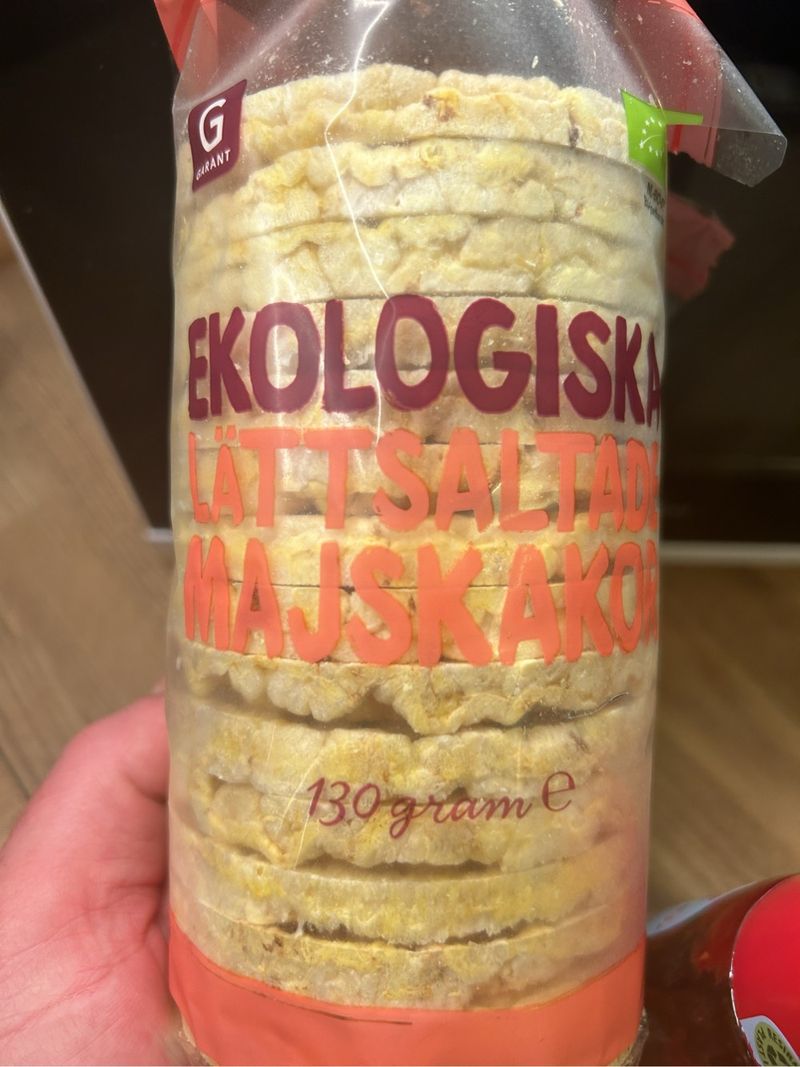 G
GARANT
EKOLOGISKA
LÄTTSALTADE
MAJSKAKOR
130 gram e